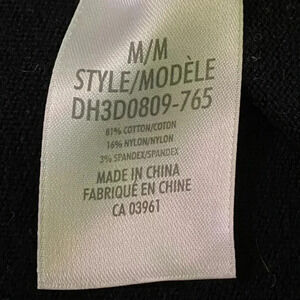 M/M
STYLE/MODÈLE
DH3D0809-765
81% COTTON/COTON
16% NYLON/NYLON
3% SPANDEX/SPANDEX
MADE IN CHINA
FABRIQUÉ EN CHINE
CA 03961